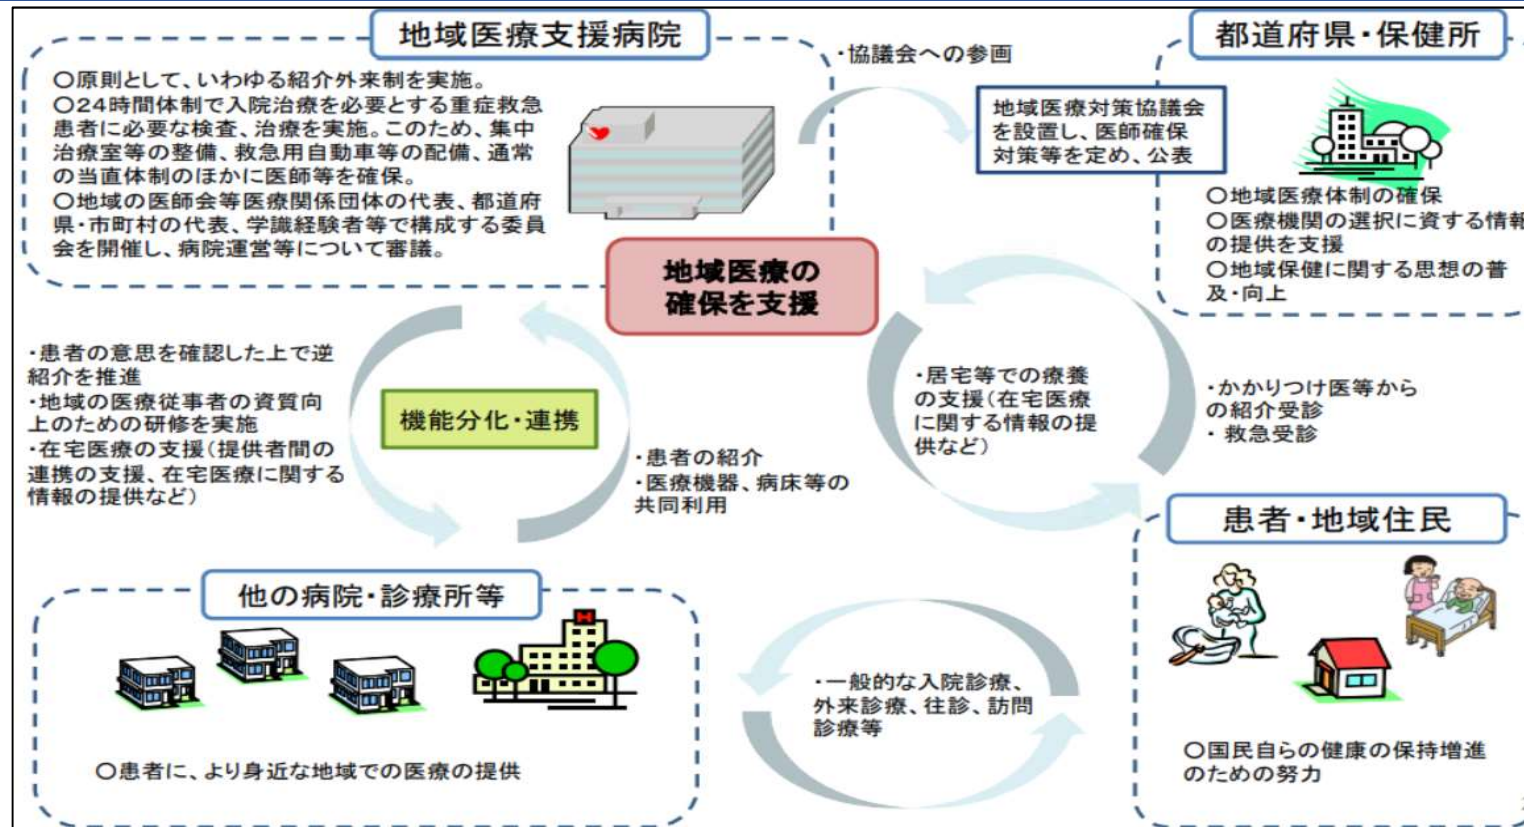 地域医療支援病院
〇原則として、いわゆる紹介外来制を実施。
〇24時間体制で入院治療を必要とする重症救急
患者に必要な検査、治療を実施。このため、集中
治療室等の整備、救急用自動車等の配備、通常
の当直体制のほかに医師等を確保。
〇地域の医師会等医療関係団体の代表、都道府
県・市町村の代表、学識経験者等で構成する委員
会を開催し、病院運営等について審議。
・協議会への参画
都道府県・保健所
地域医療対策協議会
を設置し、医師確保
対策等を定め、公表
〇地域医療体制の確保
〇医療機関の選択に資する情報
の提供を支援
〇地域保健に関する思想の普
及・向上
地域医療の
確保を支援
・患者の意思を確認した上で逆
紹介を推進
・地域の医療従事者の資質向
上のための研修を実施
・在宅医療の支援(提供者間の
連携の支援、在宅医療に関する
情報の提供など)
機能分化・連携
・患者の紹介
・医療機器、病床等の
共同利用
・居宅等での療養
の支援(在宅医療
に関する情報の提
供など)
・かかりつけ医等から
の紹介受診
・救急受診
患者・地域住民
〇国民自らの健康の保持増進
のための努力
他の病院・診療所等
H
〇患者に、より身近な地域での医療の提供
・一般的な入院診療、
外来診療、往診、訪問
診療等